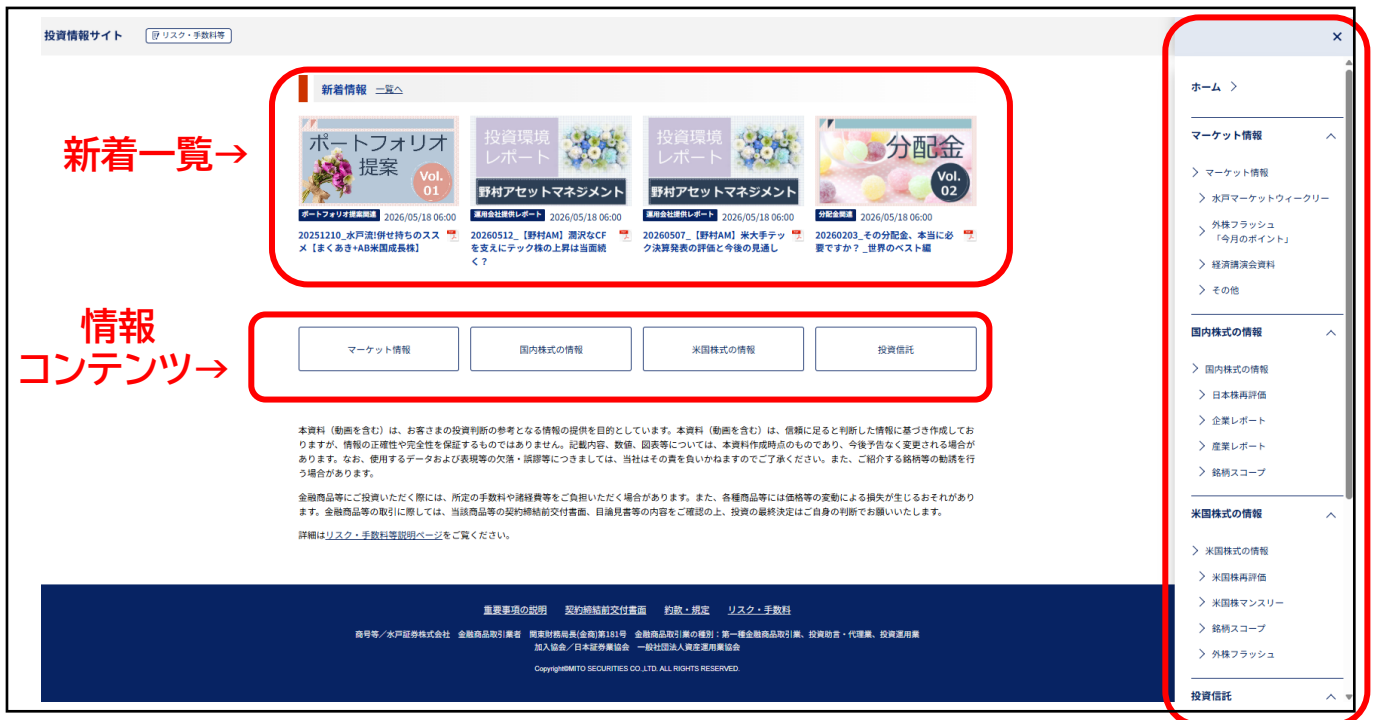 投資情報サイト
リスク・手数料等
新着情報 一覧へ
新着一覧→
ポートフォリオ
提案
Vol.
01
投資環境
レポート
野村アセットマネジメント
投資環境
レポート
野村アセットマネジメント
分配金
Vol.
02
ポートフォリオ提案関連 2026/05/18 06:00
20251210_水戸流!併せ持ちのスス
メ【まくあき+AB米国成長株】
運用会社提供レポート 2026/05/18 06:00
20260512_【野村AM】潤沢なCF
を支えにテック株の上昇は当面続
く?
運用会社提供レポート 2026/05/18 06:00
20260507_【野村AM】米大手テッ
ク決算発表の評価と今後の見通し
分配金関連 2026/05/18 06:00
20260203_その分配金、本当に必
要ですか?_世界のベスト編
情報
コンテンツ→
マーケット情報
国内株式の情報
米国株式の情報
投資信託
本資料(動画を含む)は、お客さまの投資判断の参考となる情報の提供を目的としています。本資料(動画を含む)は、信頼に足ると判断した情報に基づき作成してお
りますが、情報の正確性や完全性を保証するものではありません。記載内容、数値、図表等については、本資料作成時点のものであり、今後予告なく変更される場合が
あります。なお、使用するデータおよび表現等の欠落・誤謬等につきましては、当社はその責を負いかねますのでご了承ください。また、ご紹介する銘柄等の勧誘を行
う場合があります。
金融商品等にご投資いただく際には、所定の手数料や諸経費等をご負担いただく場合があります。また、各種商品等には価格等の変動による損失が生じるおそれがあり
ます。金融商品等の取引に際しては、当該商品等の契約締結前交付書面、目論見書等の内容をご確認の上、投資の最終決定はご自身の判断でお願いいたします。
詳細はリスク・手数料等説明ページをご覧ください。
重要事項の説明 契約締結前交付書面 約款・規定 リスク・手数料
商号等/水戸証券株式会社 金融商品取引業者 関東財務局長(金商)第181号 金融商品取引業の種別:第一種金融商品取引業、投資助言・代理業、投資運用業
加入協会/日本証券業協会 一般社団法人資産運用業協会
Copyright©MITO SECURITIES CO.,LTD. ALL RIGHTS RESERVED.
×
ホーム
マーケット情報
マーケット情報
水戸マーケットウィークリー
外株フラッシュ
「今月のポイント」
経済講演会資料
その他
国内株式の情報
国内株式の情報
日本株再評価
企業レポート
産業レポート
銘柄スコープ
米国株式の情報
米国株式の情報
米国株再評価
米国株マンスリー
銘柄スコープ
外株フラッシュ
投資信託